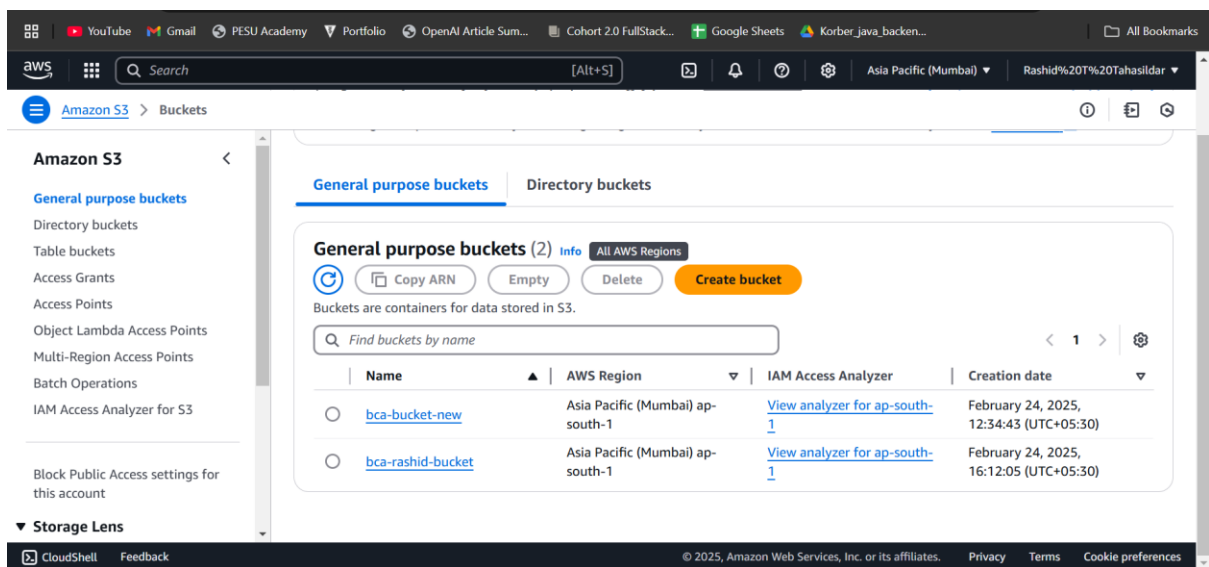 YouTube Gmail PESU Academy Portfolio OpenAI Article Sum... Cohort 2.0 FullStack... Google Sheets Korber_java_backen... All Bookmarks
aws Search [Alt+S] Asia Pacific (Mumbai) ▼ Rashid%20T%20Tahasildar ▼
Amazon S3 > Buckets
Amazon S3
General purpose buckets
Directory buckets
Table buckets
Access Grants
Access Points
Object Lambda Access Points
Multi-Region Access Points
Batch Operations
IAM Access Analyzer for S3
Block Public Access settings for
this account
▼ Storage Lens
General purpose buckets Directory buckets
General purpose buckets (2) Info All AWS Regions
Copy ARN Empty Delete Create bucket
Buckets are containers for data stored in S3.
Find buckets by name
< 1 >
Name AWS Region IAM Access Analyzer Creation date
bca-bucket-new Asia Pacific (Mumbai) ap- View analyzer for ap-south- February 24, 2025,
south-1 1 12:34:43 (UTC+05:30)
bca-rashid-bucket Asia Pacific (Mumbai) ap- View analyzer for ap-south- February 24, 2025,
south-1 1 16:12:05 (UTC+05:30)
CloudShell Feedback © 2025, Amazon Web Services, Inc. or its affiliates. Privacy Terms Cookie preferences